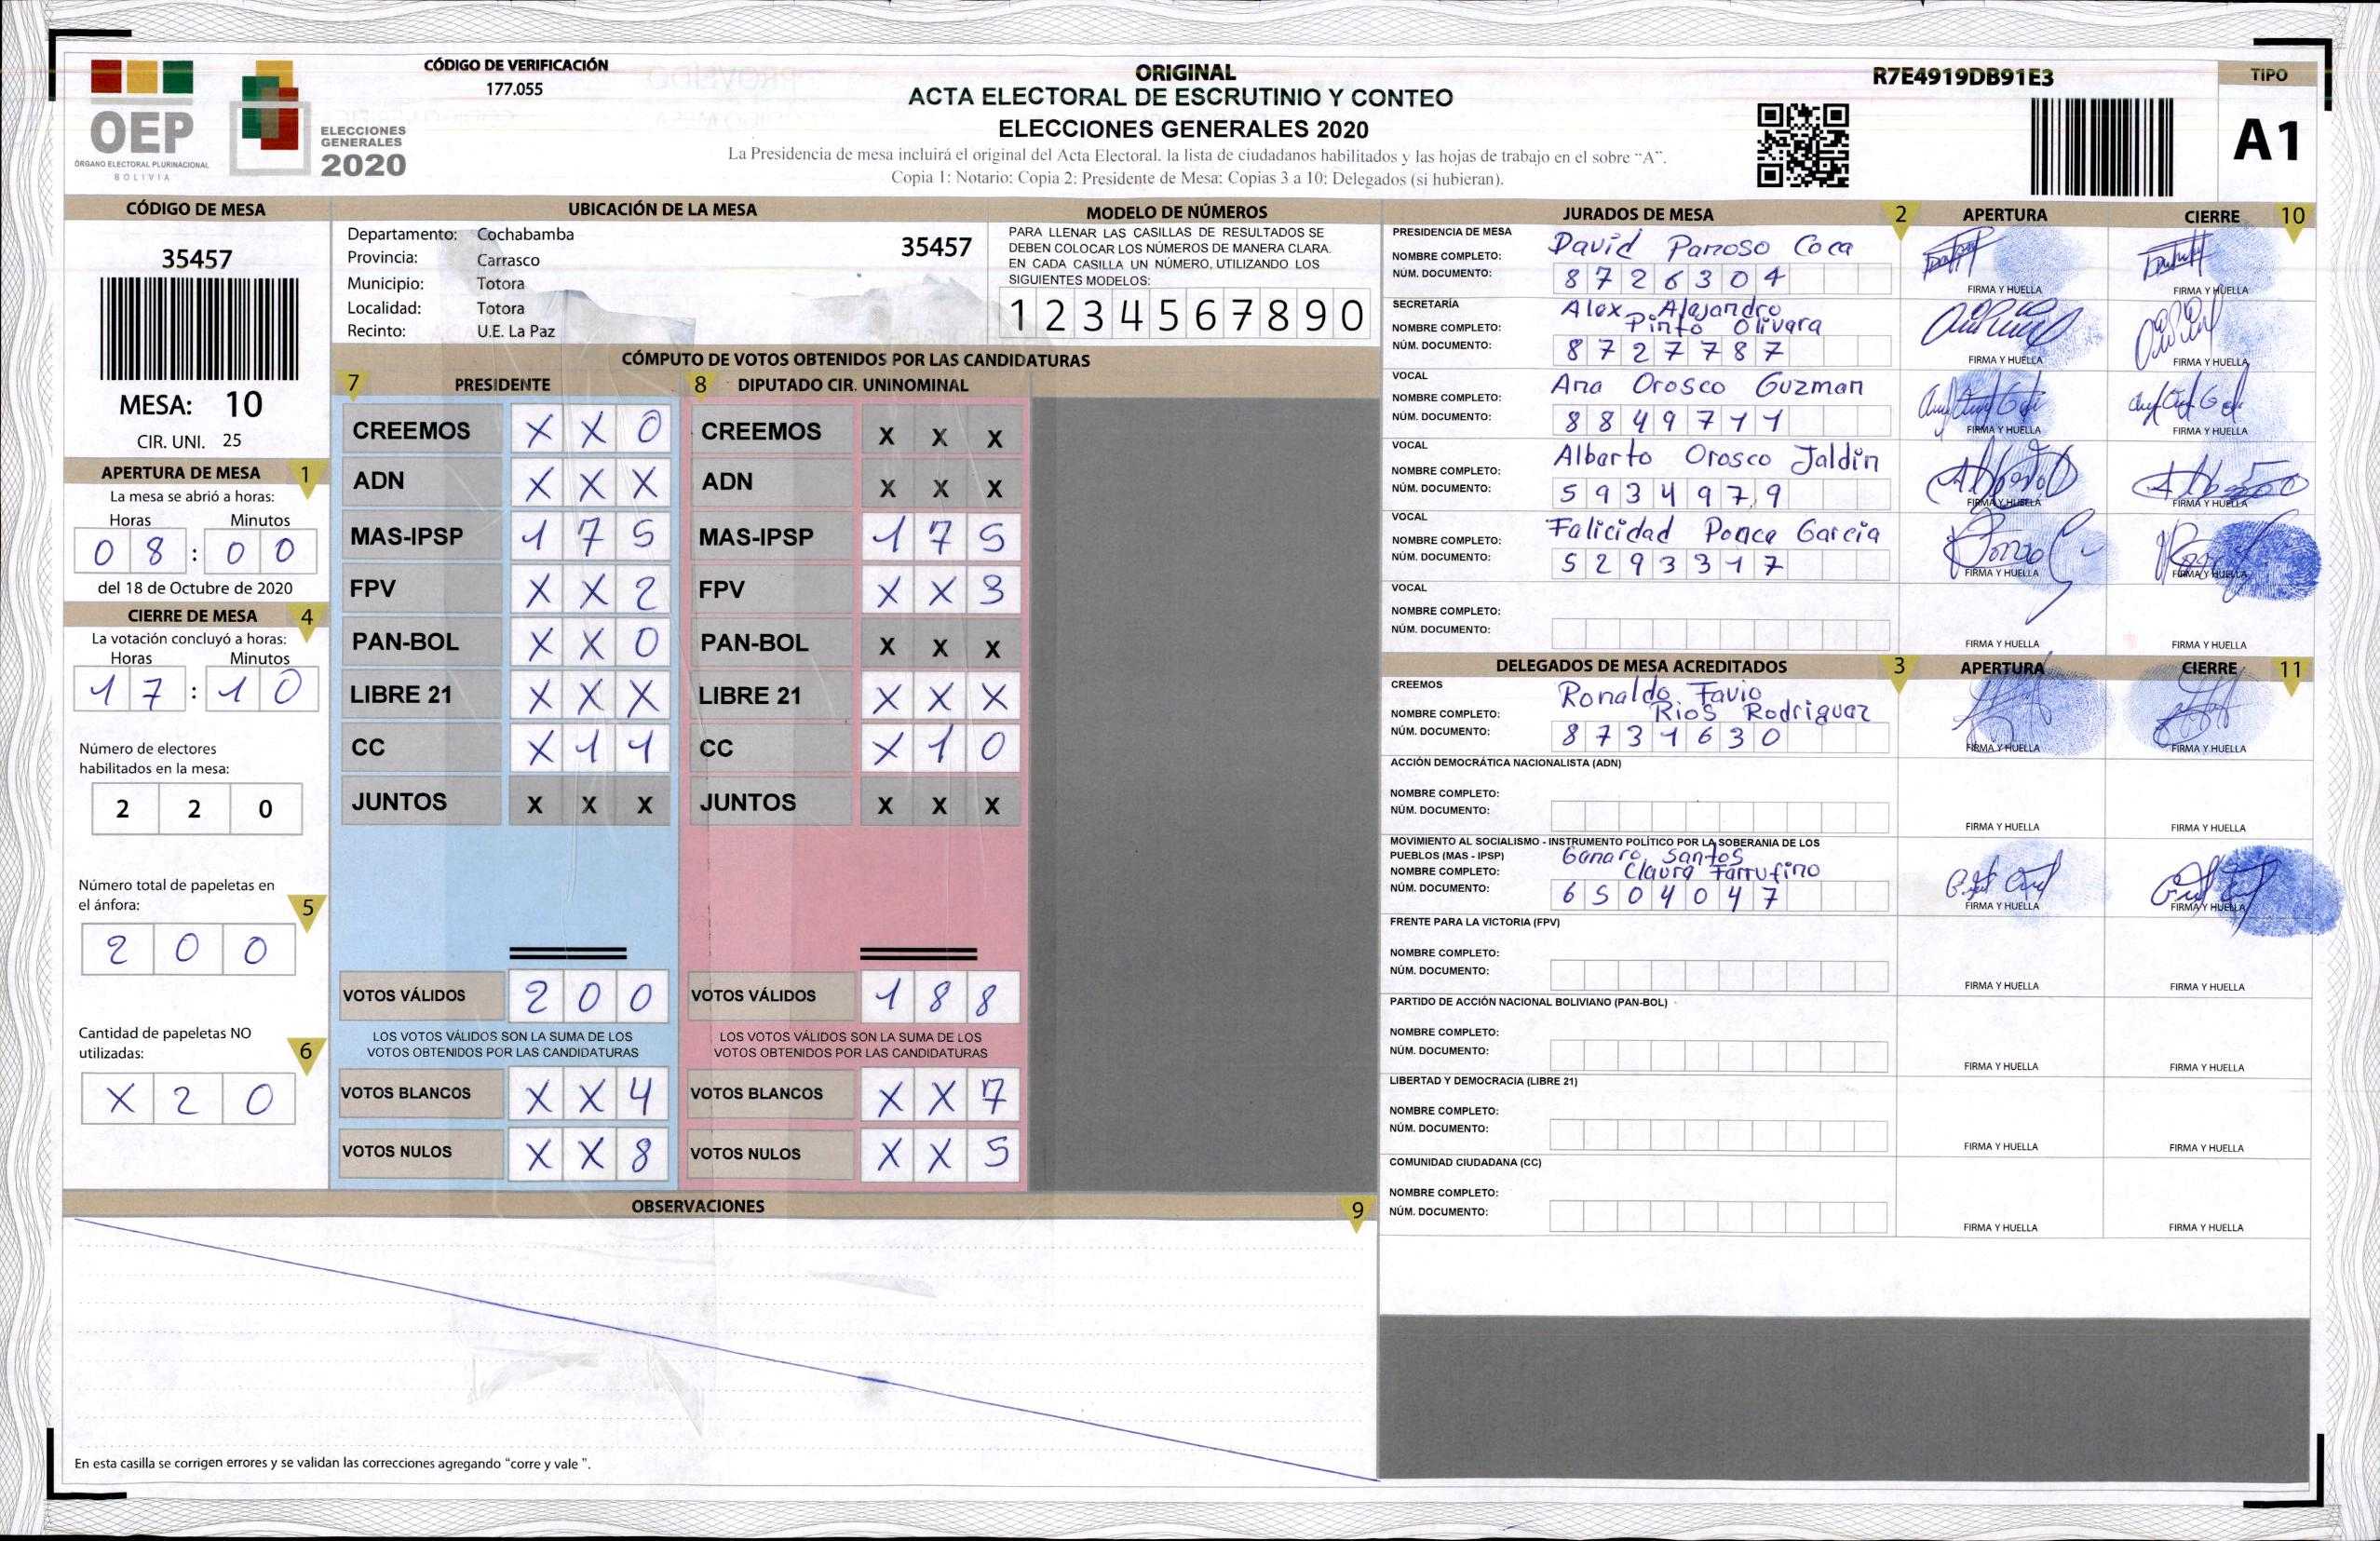 OEP
ÓRGANO ELECTORAL PLURINACIONAL
BOLIVIA
ELECCIONES
GENERALES
2020
CÓDIGO DE VERIFICACIÓN
177.055
ORIGINAL
ACTA ELECTORAL DE ESCRUTINIO Y CONTEO
ELECCIONES GENERALES 2020
La Presidencia de mesa incluirá el original del Acta Electoral. la lista de ciudadanos habilitados y las hojas de trabajo en el sobre "A".
Copia 1: Notario: Copia 2: Presidente de Mesa: Copias 3 a 10: Delegados (si hubieran).
R7E4919DB91E3
TIPO
A1
CÓDIGO DE MESA
35457
MESA: 10
CIR. UNI. 25
APERTURA DE MESA 1
La mesa se abrió a horas:
Horas Minutos
0 8 : 0 0
del 18 de Octubre de 2020
CIERRE DE MESA 4
La votación concluyó a horas:
Horas Minutos
1 7 : 1 0
Número de electores
habilitados en la mesa:
2 2 0
Número total de papeletas en
el ánfora: 5
2 0 0
Cantidad de papeletas NO
utilizadas: 6
X 2 0
UBICACIÓN DE LA MESA
Departamento: Cochabamba
35457
Provincia: Carrasco
Municipio: Totora
Localidad: Totora
Recinto: U.E. La Paz
MODELO DE NÚMEROS
PARA LLENAR LAS CASILLAS DE RESULTADOS SE
DEBEN COLOCAR LOS NÚMEROS DE MANERA CLARA.
EN CADA CASILLA UN NÚMERO, UTILIZANDO LOS
SIGUIENTES MODELOS:
1 2 3 4 5 6 7 8 9 0
CÓMPUTO DE VOTOS OBTENIDOS POR LAS CANDIDATURAS
7 PRESIDENTE 8 DIPUTADO CIR. UNINOMINAL
CREEMOS X X 0 CREEMOS X X X
ADN X X X ADN X X X
MAS-IPSP 1 7 5 MAS-IPSP 1 7 5
FPV X X 2 FPV X X 3
PAN-BOL X X 0 PAN-BOL X X X
LIBRE 21 X X X LIBRE 21 X X X
CC X 1 1 CC X 1 0
JUNTOS X X X JUNTOS X X X
VOTOS VÁLIDOS 2 0 0 VOTOS VÁLIDOS 1 8 8
LOS VOTOS VÁLIDOS SON LA SUMA DE LOS LOS VOTOS VÁLIDOS SON LA SUMA DE LOS
VOTOS OBTENIDOS POR LAS CANDIDATURAS VOTOS OBTENIDOS POR LAS CANDIDATURAS
VOTOS BLANCOS X X 4 VOTOS BLANCOS X X 7
VOTOS NULOS X X 8 VOTOS NULOS X X 5
OBSERVACIONES 9
En esta casilla se corrigen errores y se validan las correcciones agregando "corre y vale ".
JURADOS DE MESA 2 APERTURA CIERRE 10
PRESIDENCIA DE MESA
NOMBRE COMPLETO: David Panoso Coca
NÚM. DOCUMENTO: 8 7 2 6 3 0 4
FIRMA Y HUELLA FIRMA Y HUELLA
SECRETARÍA
Alex Alejandro
NOMBRE COMPLETO: Pinto Olivera
NÚM. DOCUMENTO: 8 7 2 7 7 8 7
FIRMA Y HUELLA FIRMA Y HUELLA
VOCAL
NOMBRE COMPLETO: Ana Orosco Guzman
NÚM. DOCUMENTO: 8 8 4 9 7 1 1
FIRMA Y HUELLA FIRMA Y HUELLA
VOCAL
NOMBRE COMPLETO: Alberto Orosco Jaldin
NÚM. DOCUMENTO: 5 9 3 4 9 7 9
FIRMA Y HUELLA FIRMA Y HUELLA
VOCAL
NOMBRE COMPLETO: Felicidad Ponce Garcia
NÚM. DOCUMENTO: 5 2 9 3 3 1 7
FIRMA Y HUELLA FIRMA Y HUELLA
VOCAL
NOMBRE COMPLETO:
NÚM. DOCUMENTO:
FIRMA Y HUELLA FIRMA Y HUELLA
DELEGADOS DE MESA ACREDITADOS 3 APERTURA CIERRE 11
CREEMOS
Ronaldo Favio
NOMBRE COMPLETO: Rios Rodriguez
NÚM. DOCUMENTO: 8 7 3 1 6 3 0
FIRMA Y HUELLA FIRMA Y HUELLA
ACCIÓN DEMOCRÁTICA NACIONALISTA (ADN)
NOMBRE COMPLETO:
NÚM. DOCUMENTO:
FIRMA Y HUELLA FIRMA Y HUELLA
MOVIMIENTO AL SOCIALISMO - INSTRUMENTO POLÍTICO POR LA SOBERANIA DE LOS
PUEBLOS (MAS - IPSP) Genaro Santos
NOMBRE COMPLETO: Claure Farrufino
NÚM. DOCUMENTO: 6 5 0 4 0 4 7
FIRMA Y HUELLA FIRMA Y HUELLA
FRENTE PARA LA VICTORIA (FPV)
NOMBRE COMPLETO:
NÚM. DOCUMENTO:
FIRMA Y HUELLA FIRMA Y HUELLA
PARTIDO DE ACCIÓN NACIONAL BOLIVIANO (PAN-BOL)
NOMBRE COMPLETO:
NÚM. DOCUMENTO:
FIRMA Y HUELLA FIRMA Y HUELLA
LIBERTAD Y DEMOCRACIA (LIBRE 21)
NOMBRE COMPLETO:
NÚM. DOCUMENTO:
FIRMA Y HUELLA FIRMA Y HUELLA
COMUNIDAD CIUDADANA (CC)
NOMBRE COMPLETO:
NÚM. DOCUMENTO:
FIRMA Y HUELLA FIRMA Y HUELLA